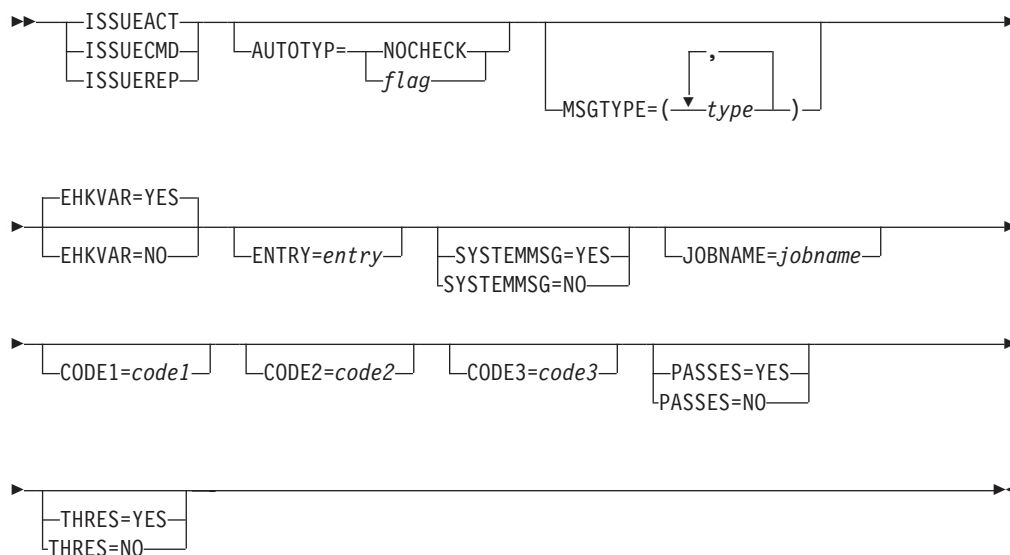 ISSUEACT
ISSUECMD
ISSUEREP
AUTOTYP=
NOCHECK
flag
MSGTYPE=(
,
type
)
EHKVAR=YES
EHKVAR=NO
ENTRY=entry
SYSTEMMSG=YES
SYSTEMMSG=NO
JOBNAME=jobname
CODE1=code1
CODE2=code2
CODE3=code3
PASSES=YES
PASSES=NO
THRES=YES
THRES=NO